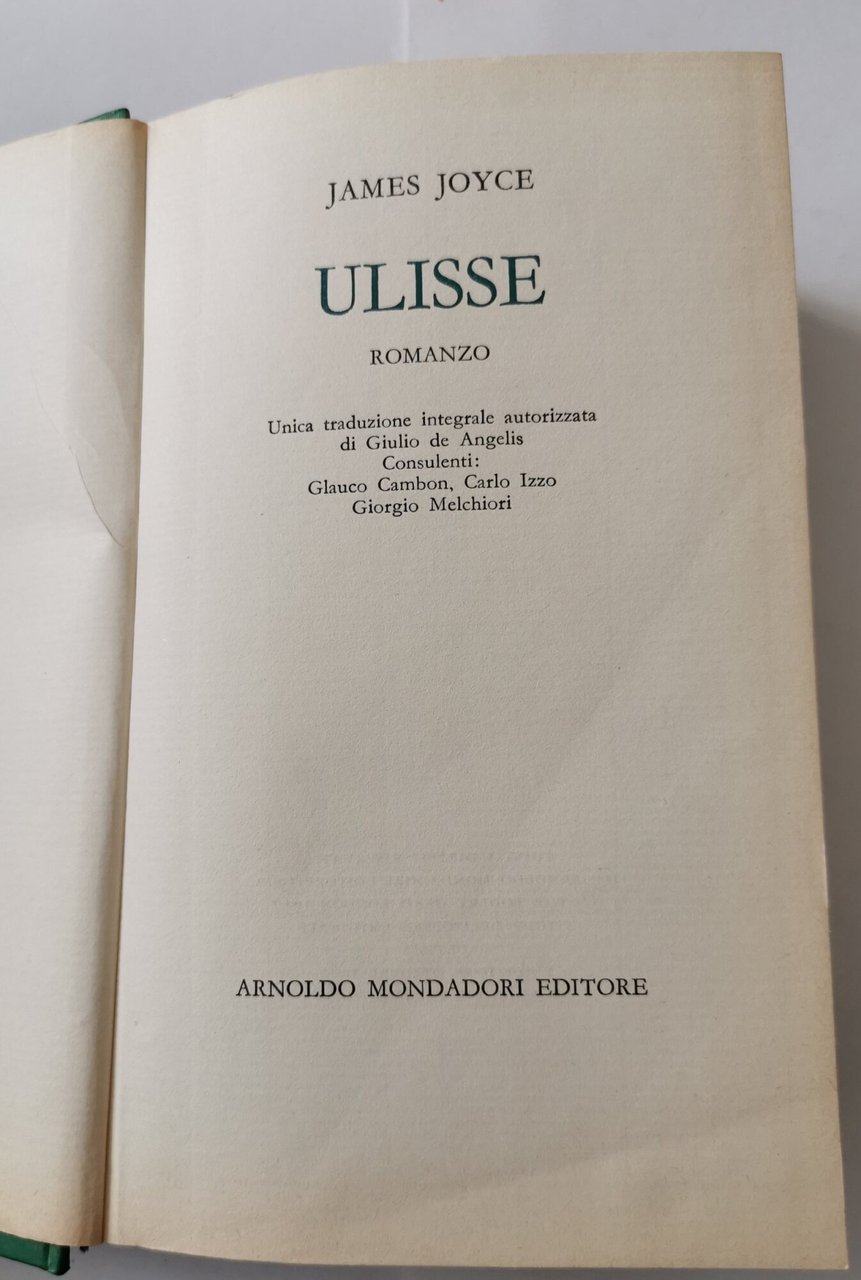 JAMES JOYCE
ULISSE
ROMANZO
Unica traduzione integrale autorizzata
di Giulio de Angelis
Consulenti:
Glauco Cambon, Carlo Izzo
Giorgio Melchiori
ARNOLDO MONDADORI EDITORE